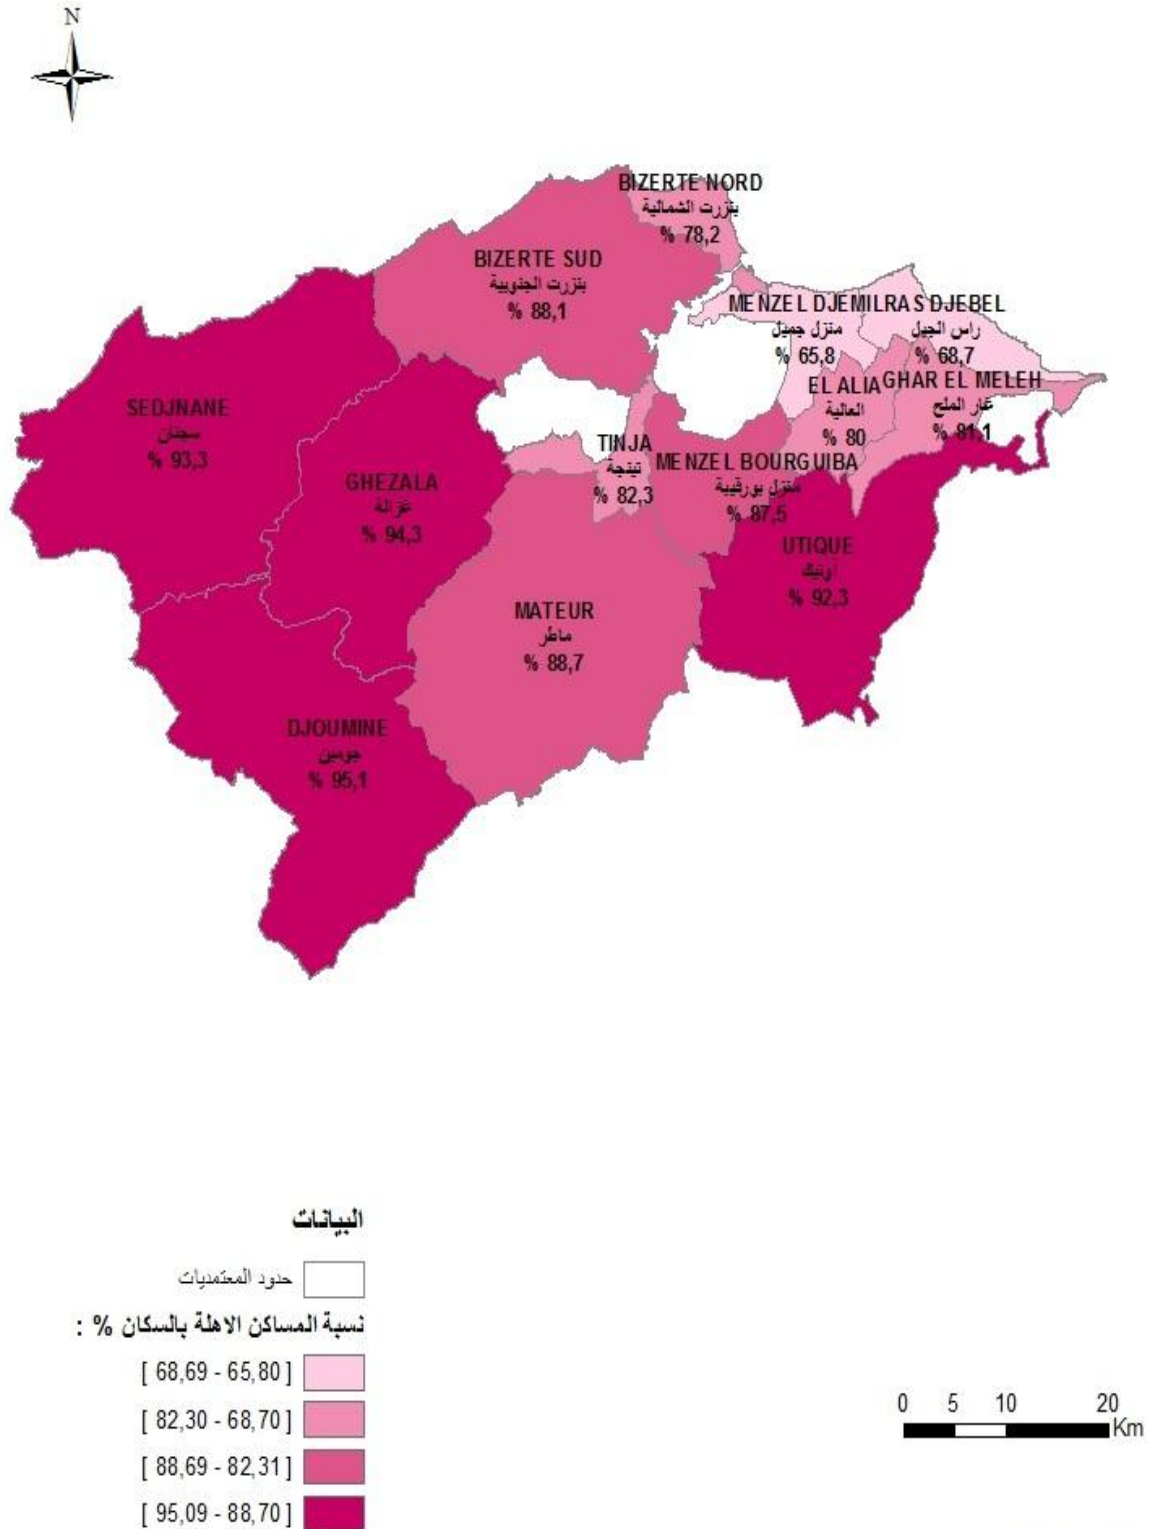 N
BIZERTE NORD
بنزرت الشمالية
% 78,2
BIZERTE SUD
بنزرت الجنوبية
% 88,1
MENZEL DJEMIL
منزل جميل
% 65,8
RAS DJEBEL
راس الجبل
% 68,7
EL ALIA
العالية
% 80
GHAR EL MELEH
غار الملح
% 81,1
SEDJNANE
سجنان
% 93,3
GHEZALA
غزالة
% 94,3
TINJA
تينجة
% 82,3
MENZEL BOURGUIBA
منزل بورقيبة
% 87,5
UTIQUE
أوتيك
% 92,3
MATEUR
ماطر
% 88,7
DJOUMINE
جومين
% 95,1
البيانات
حدود المعتمديات
نسبة المساكن الاهلة بالسكان % :
[ 68,69 - 65,80 ]
[ 82,30 - 68,70 ]
[ 88,69 - 82,31 ]
[ 95,09 - 88,70 ]
0 5 10 20
Km